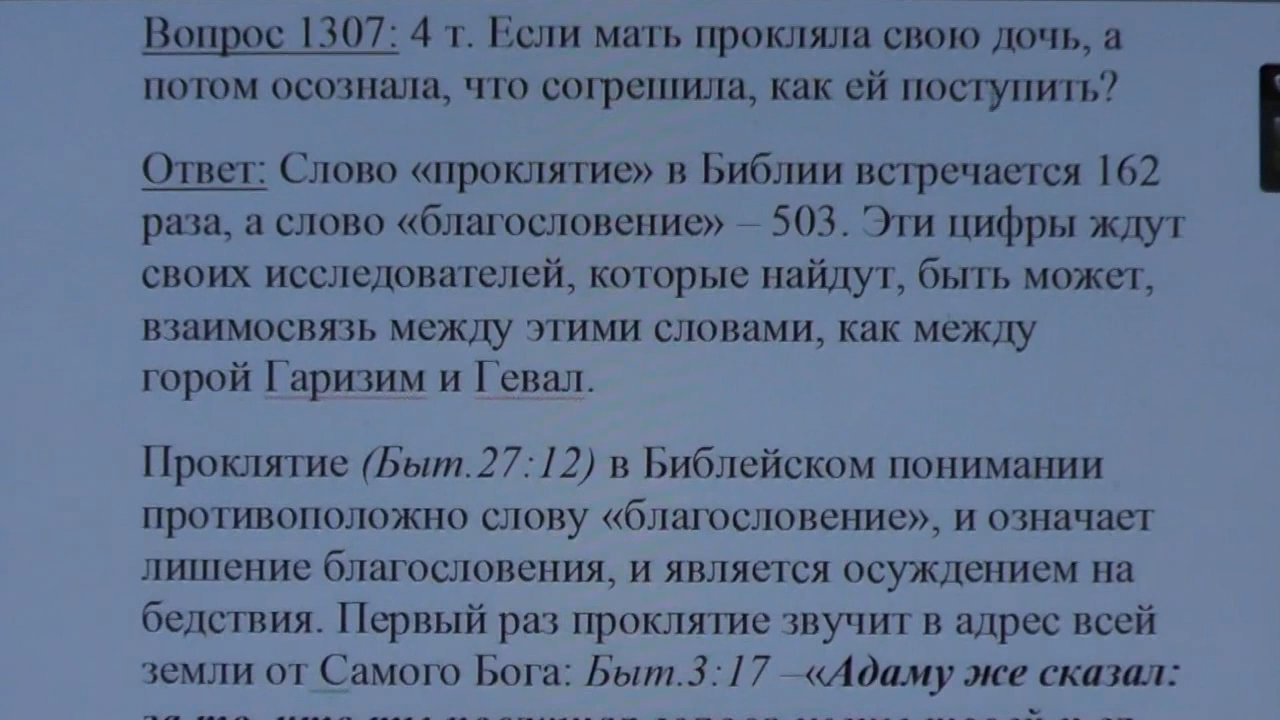 Вопрос 1307: 4 т. Если мать прокляла свою дочь, а
потом осознала, что согрешила, как ей поступить?
Ответ: Слово «проклятие» в Библии встречается 162
раза, а слово «благословение» – 503. Эти цифры ждут
своих исследователей, которые найдут, быть может,
взаимосвязь между этими словами, как между
горой Гаризим и Гевал.
Проклятие (Быт.27:12) в Библейском понимании
противоположно слову «благословение», и означает
лишение благословения, и является осуждением на
бедствия. Первый раз проклятие звучит в адрес всей
земли от Самого Бога: Быт.3:17 –«Адаму же сказал: